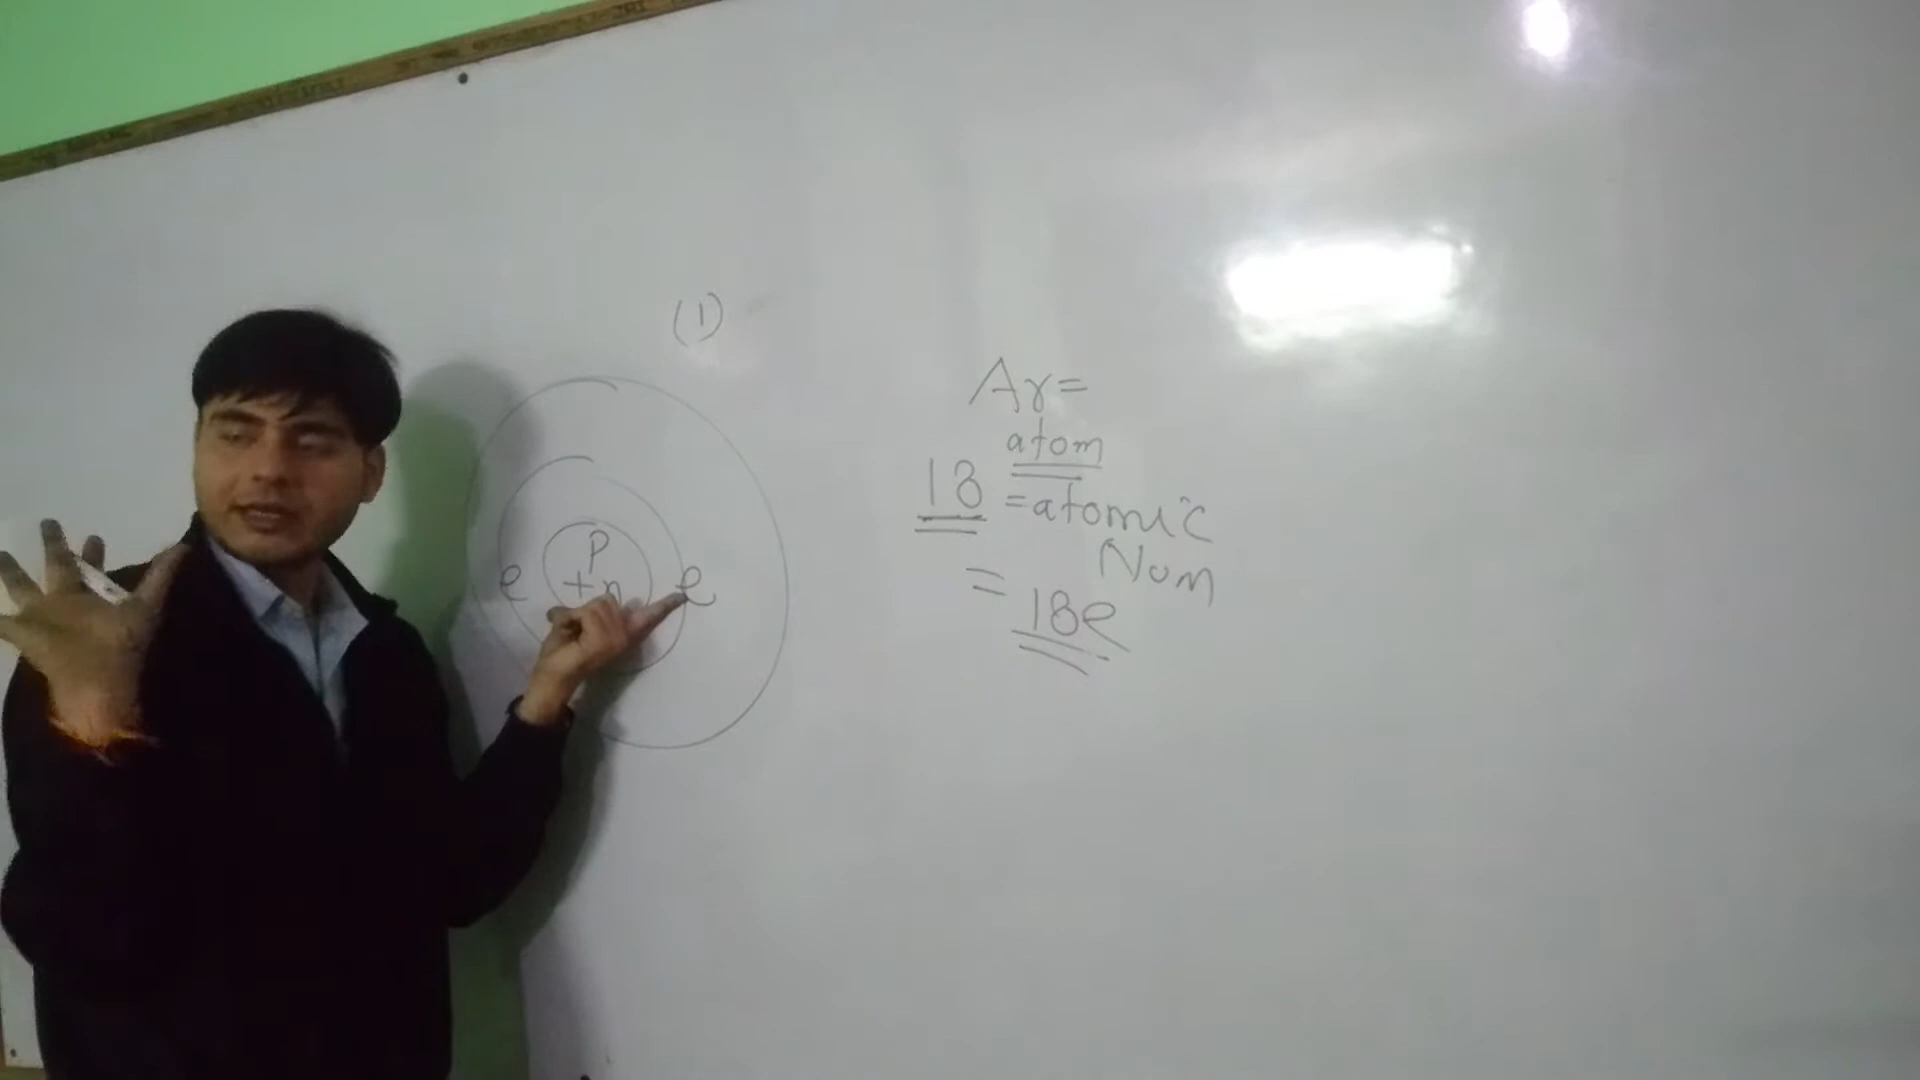 (1)
Ar=
atom
18 = atomic
Num
= 18e
P
e + n e